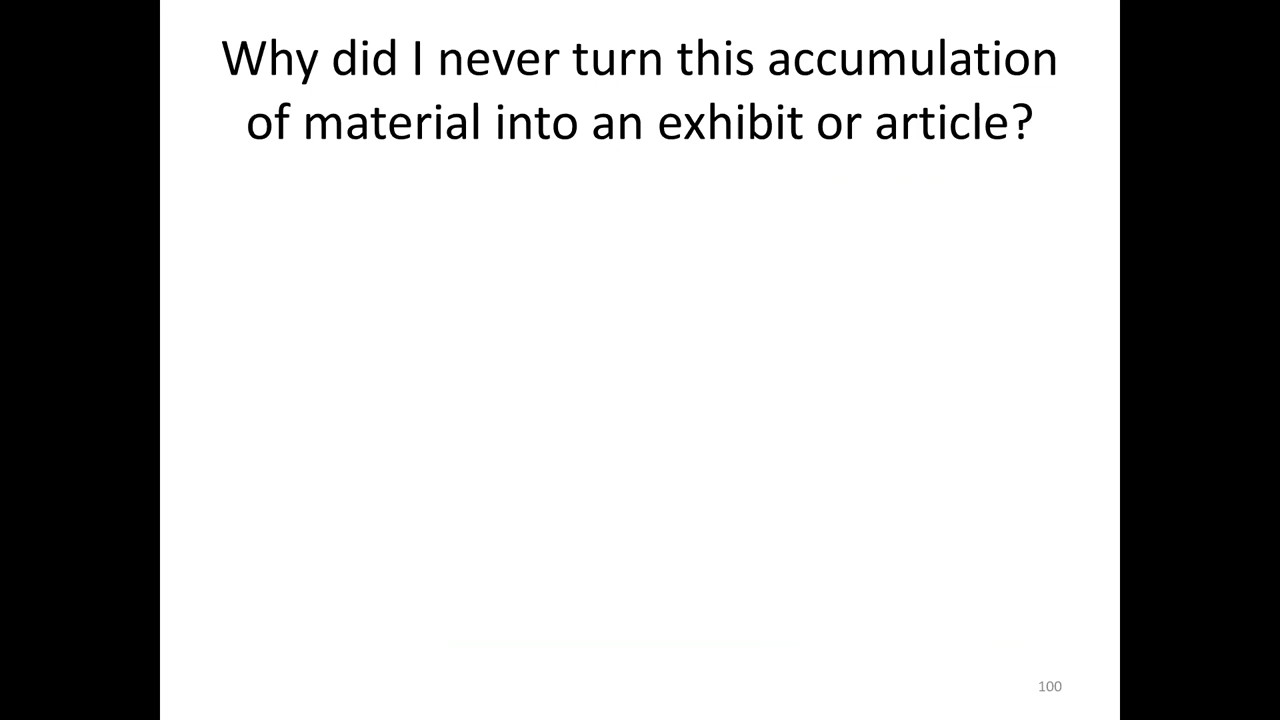 Why did I never turn this accumulation
of material into an exhibit or article?
100